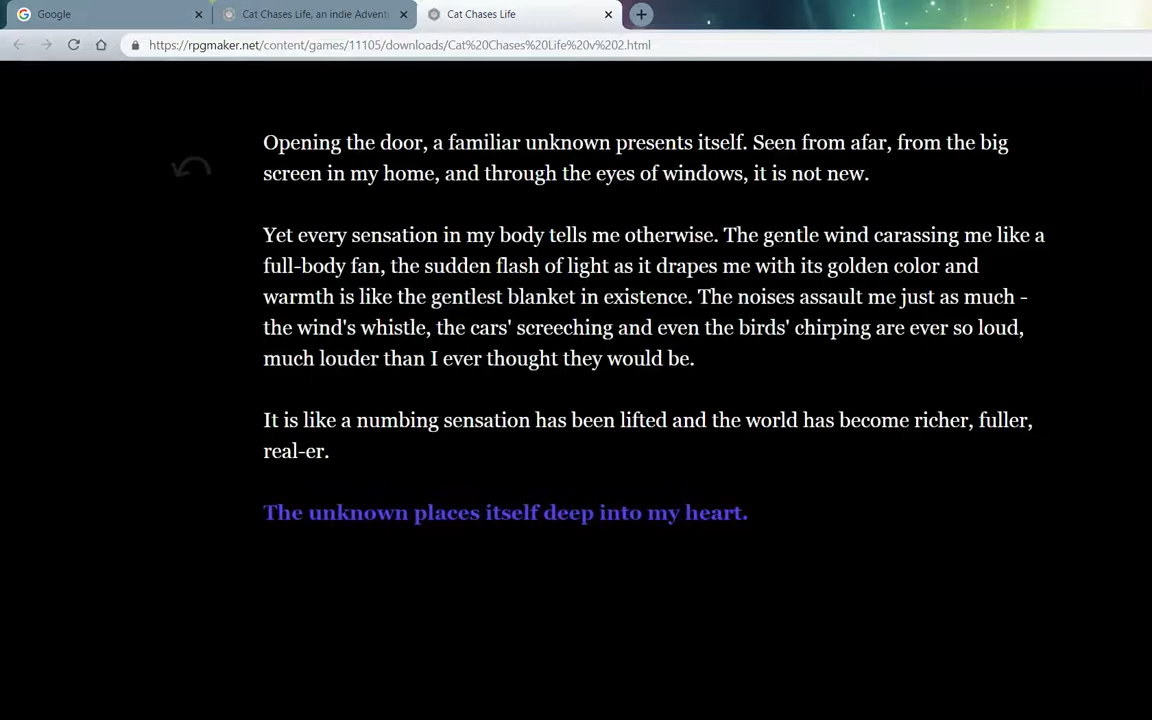 Google
Cat Chases Life, an indie Adventu
Cat Chases Life
https://rpgmaker.net/content/games/11105/downloads/Cat%20Chases%20Life%20v%202.html
Opening the door, a familiar unknown presents itself. Seen from afar, from the big
screen in my home, and through the eyes of windows, it is not new.
Yet every sensation in my body tells me otherwise. The gentle wind carassing me like a
full-body fan, the sudden flash of light as it drapes me with its golden color and
warmth is like the gentlest blanket in existence. The noises assault me just as much -
the wind's whistle, the cars' screeching and even the birds' chirping are ever so loud,
much louder than I ever thought they would be.
It is like a numbing sensation has been lifted and the world has become richer, fuller,
real-er.
The unknown places itself deep into my heart.